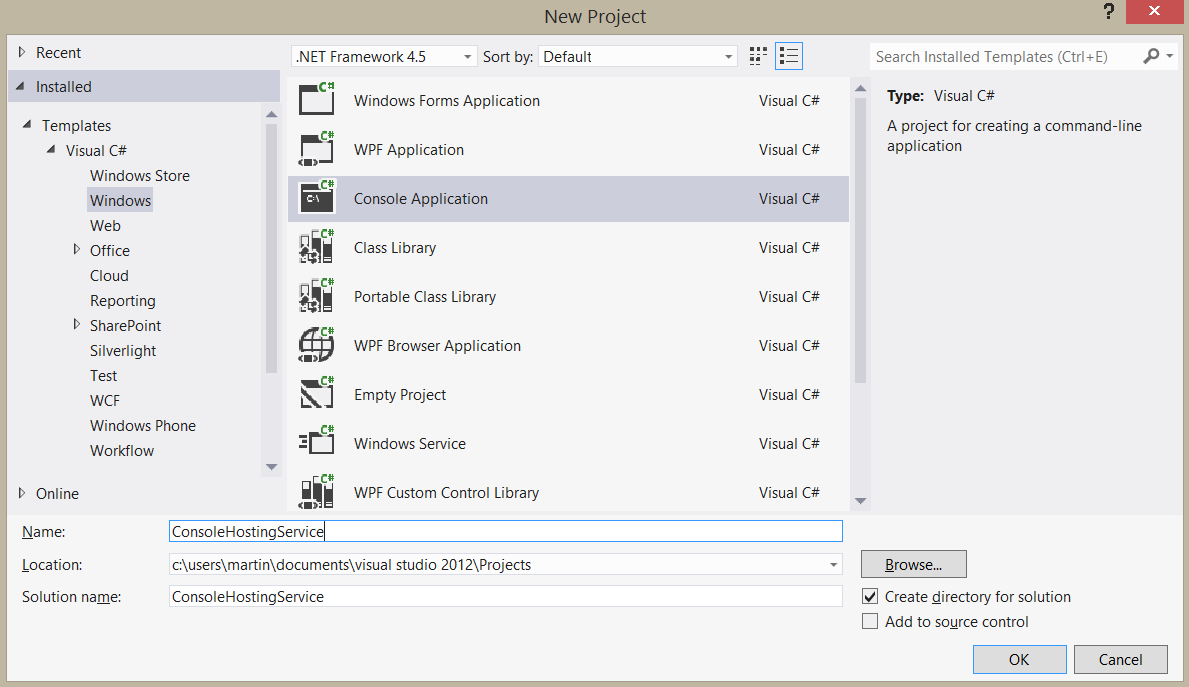 New Project
?
Recent
Installed
Templates
Visual C#
Windows Store
Windows
Web
Office
Cloud
Reporting
SharePoint
Silverlight
Test
WCF
Windows Phone
Workflow
Online
.NET Framework 4.5 Sort by: Default
C# Windows Forms Application Visual C#
C# WPF Application Visual C#
C# C:\ Console Application Visual C#
C# Class Library Visual C#
C# Portable Class Library Visual C#
C# WPF Browser Application Visual C#
C# Empty Project Visual C#
C# Windows Service Visual C#
C# WPF Custom Control Library Visual C#
Search Installed Templates (Ctrl+E)
Type: Visual C#
A project for creating a command-line
application
Name: ConsoleHostingService
Location: c:\users\martin\documents\visual studio 2012\Projects
Browse...
Solution name: ConsoleHostingService
Create directory for solution
Add to source control
OK Cancel